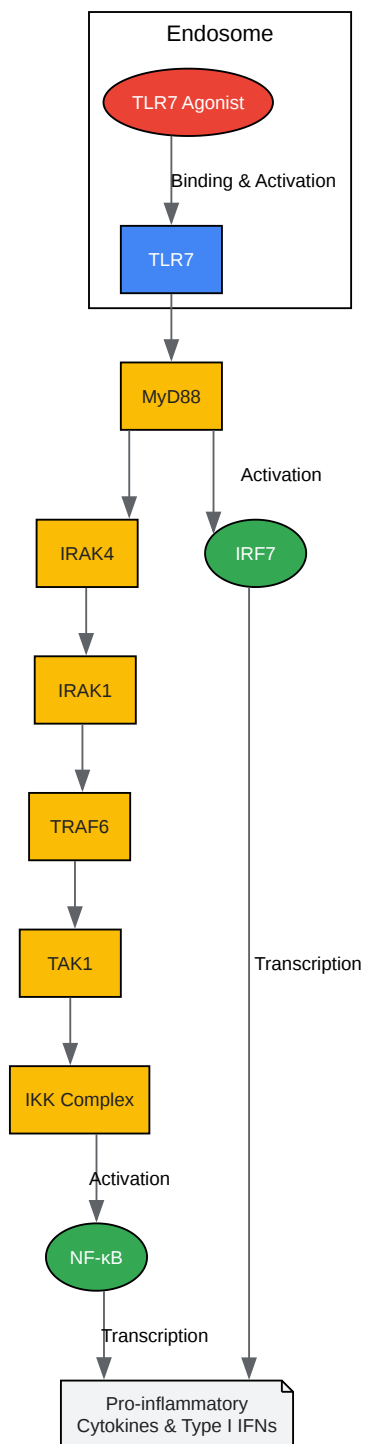 Endosome
TLR7 Agonist
Binding & Activation
TLR7
MyD88
Activation
IRAK4
IRF7
IRAK1
TRAF6
TAK1
Transcription
IKK Complex
Activation
NF-κB
Transcription
Pro-inflammatory
Cytokines & Type I IFNs